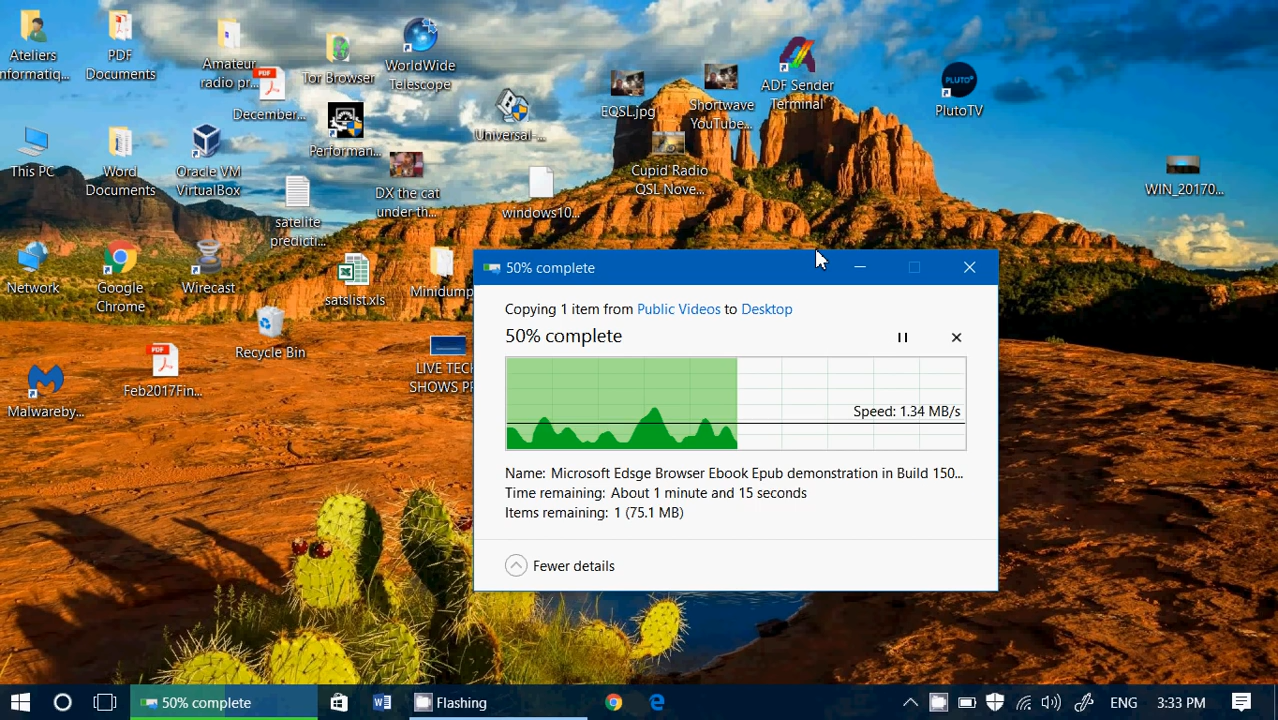 Ateliers
nformatiq...
PDF
Documents
Amateur
radio pr...
PDF
December...
Tor Browser
WorldWide
Telescope
EQSL.jpg
Shortwave
YouTube...
ADF Sender
Terminal
PLUTO
PlutoTV
This PC
Word
Documents
Oracle VM
VirtualBox
Performan...
Universal-...
DX the cat
under th...
Cupid Radio
QSL Nove...
WIN_20170...
satelite
predicti...
windows10...
Network
Google
Chrome
Wirecast
satslist.xls
Minidump
Recycle Bin
Malwareby...
PDF
Feb2017Fin...
LIVE TECH
SHOWS P
50% complete
Copying 1 item from Public Videos to Desktop
50% complete
Speed: 1.34 MB/s
Name: Microsoft Edsge Browser Ebook Epub demonstration in Build 150...
Time remaining: About 1 minute and 15 seconds
Items remaining: 1 (75.1 MB)
Fewer details
50% complete
Flashing
ENG
3:33 PM